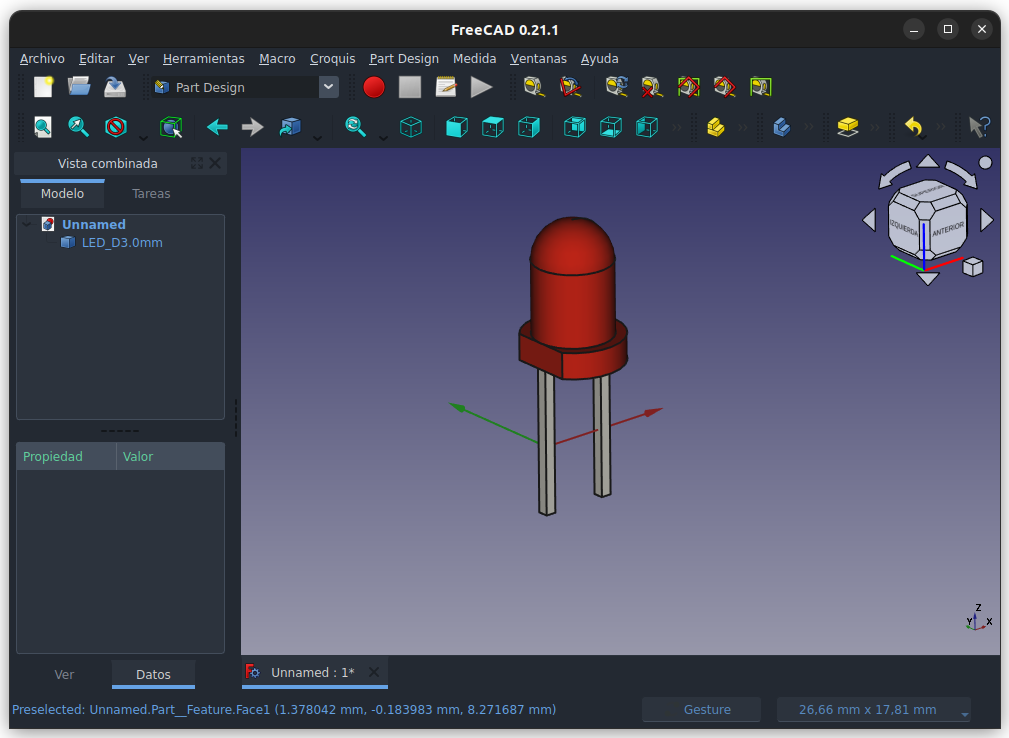 FreeCAD 0.21.1
Archivo Editar Ver Herramientas Macro Croquis Part Design Medida Ventanas Ayuda
Part Design
Vista combinada
Modelo Tareas
Unnamed
LED_D3.0mm
Propiedad Valor
Ver Datos
SUPERIOR
IZQUIERDA ANTERIOR
Z
Y X
Unnamed : 1*
Preselected: Unnamed.Part__Feature.Face1 (1.378042 mm, -0.183983 mm, 8.271687 mm)
Gesture
26,66 mm x 17,81 mm